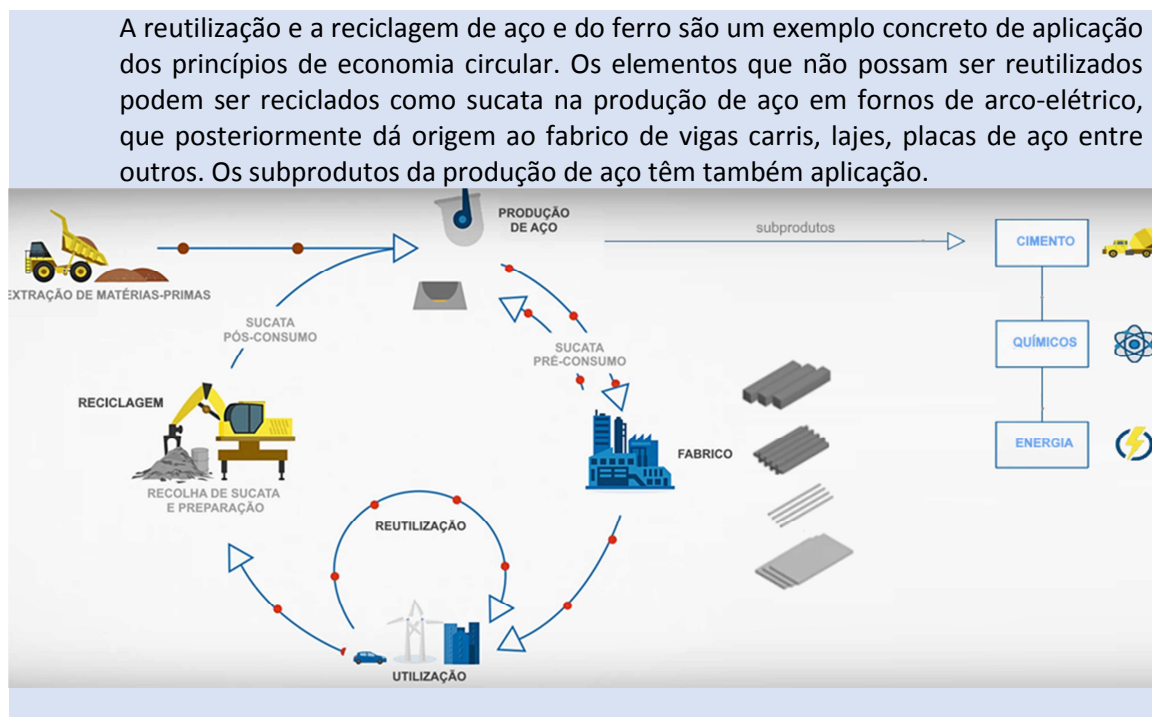 A reutilização e a reciclagem de aço e do ferro são um exemplo concreto de aplicação
dos princípios de economia circular. Os elementos que não possam ser reutilizados
podem ser reciclados como sucata na produção de aço em fornos de arco-elétrico,
que posteriormente dá origem ao fabrico de vigas carris, lajes, placas de aço entre
outros. Os subprodutos da produção de aço têm também aplicação.
PRODUÇÃO
DE AÇO
subprodutos
CIMENTO
EXTRAÇÃO DE MATÉRIAS-PRIMAS
SUCATA
PÓS-CONSUMO
SUCATA
PRÉ-CONSUMO
QUÍMICOS
RECICLAGEM
FABRICO
ENERGIA
RECOLHA DE SUCATA
E PREPARAÇÃO
REUTILIZAÇÃO
UTILIZAÇÃO